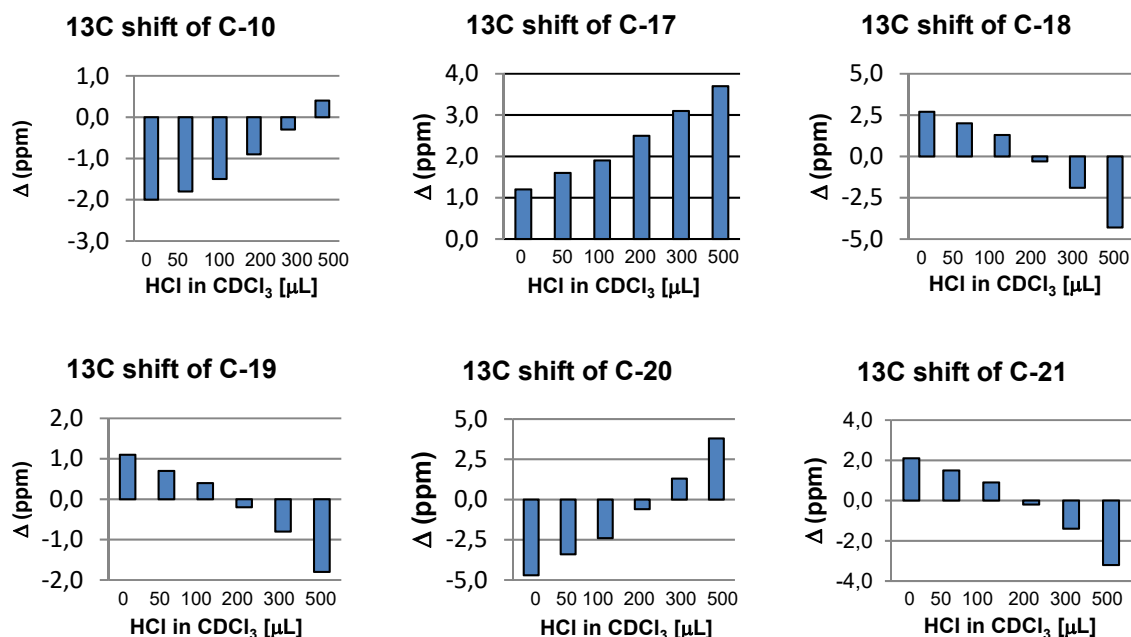 13C shift of C-10
1,0
0,0
-1,0
-2,0
-3,0
Δ (ppm)
0 50 100 200 300 500
HCl in CDCl₃ [µL]
13C shift of C-17
4,0
3,0
2,0
1,0
0,0
Δ (ppm)
0 50 100 200 300 500
HCl in CDCl₃ [µL]
13C shift of C-18
5,0
2,5
0,0
-2,5
-5,0
Δ (ppm)
0 50 100 200 300 500
HCl in CDCl₃ [µL]
13C shift of C-19
2,0
1,0
0,0
-1,0
-2,0
Δ (ppm)
0 50 100 200 300 500
HCl in CDCl₃ [µL]
13C shift of C-20
5,0
2,5
0,0
-2,5
-5,0
Δ (ppm)
0 50 100 200 300 500
HCl in CDCl₃ [µL]
13C shift of C-21
4,0
2,0
0,0
-2,0
-4,0
Δ (ppm)
0 50 100 200 300 500
HCl in CDCl₃ [µL]